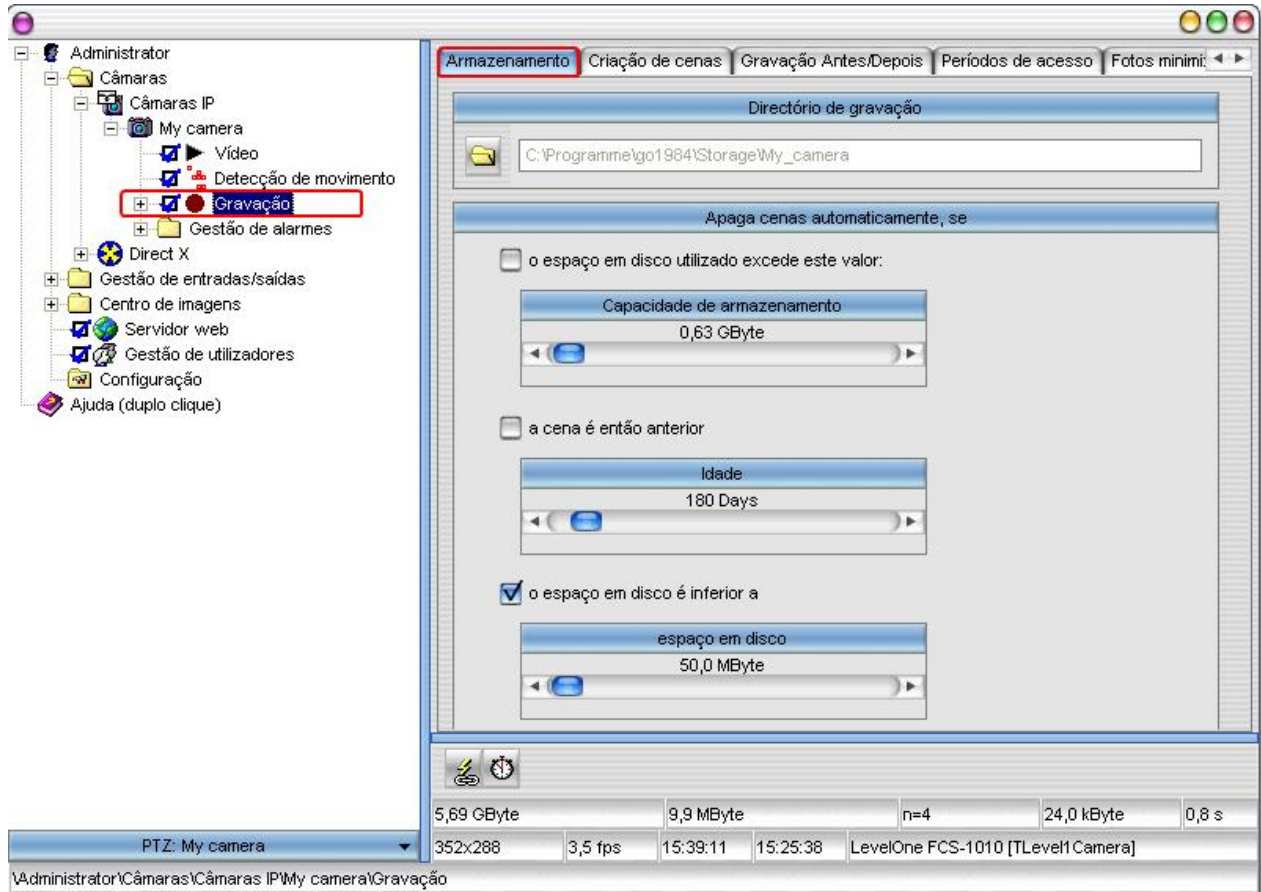 Administrator
Câmaras
Câmaras IP
My camera
Vídeo
Detecção de movimento
Gravação
Gestão de alarmes
Direct X
Gestão de entradas/saídas
Centro de imagens
Servidor web
Gestão de utilizadores
Configuração
Ajuda (duplo clique)
PTZ: My camera
Armazenamento Criação de cenas Gravação Antes/Depois Períodos de acesso Fotos minimi:
Directório de gravação
C:\Programme\go1984\Storage\My_camera
Apaga cenas automaticamente, se
o espaço em disco utilizado excede este valor:
Capacidade de armazenamento
0,63 GByte
a cena é então anterior
Idade
180 Days
o espaço em disco é inferior a
espaço em disco
50,0 MByte
5,69 GByte 9,9 MByte n=4 24,0 kByte 0,8 s
352x288 3,5 fps 15:39:11 15:25:38 LevelOne FCS-1010 [TLevel1Camera]
\Administrator\Câmaras\Câmaras IP\My camera\Gravação